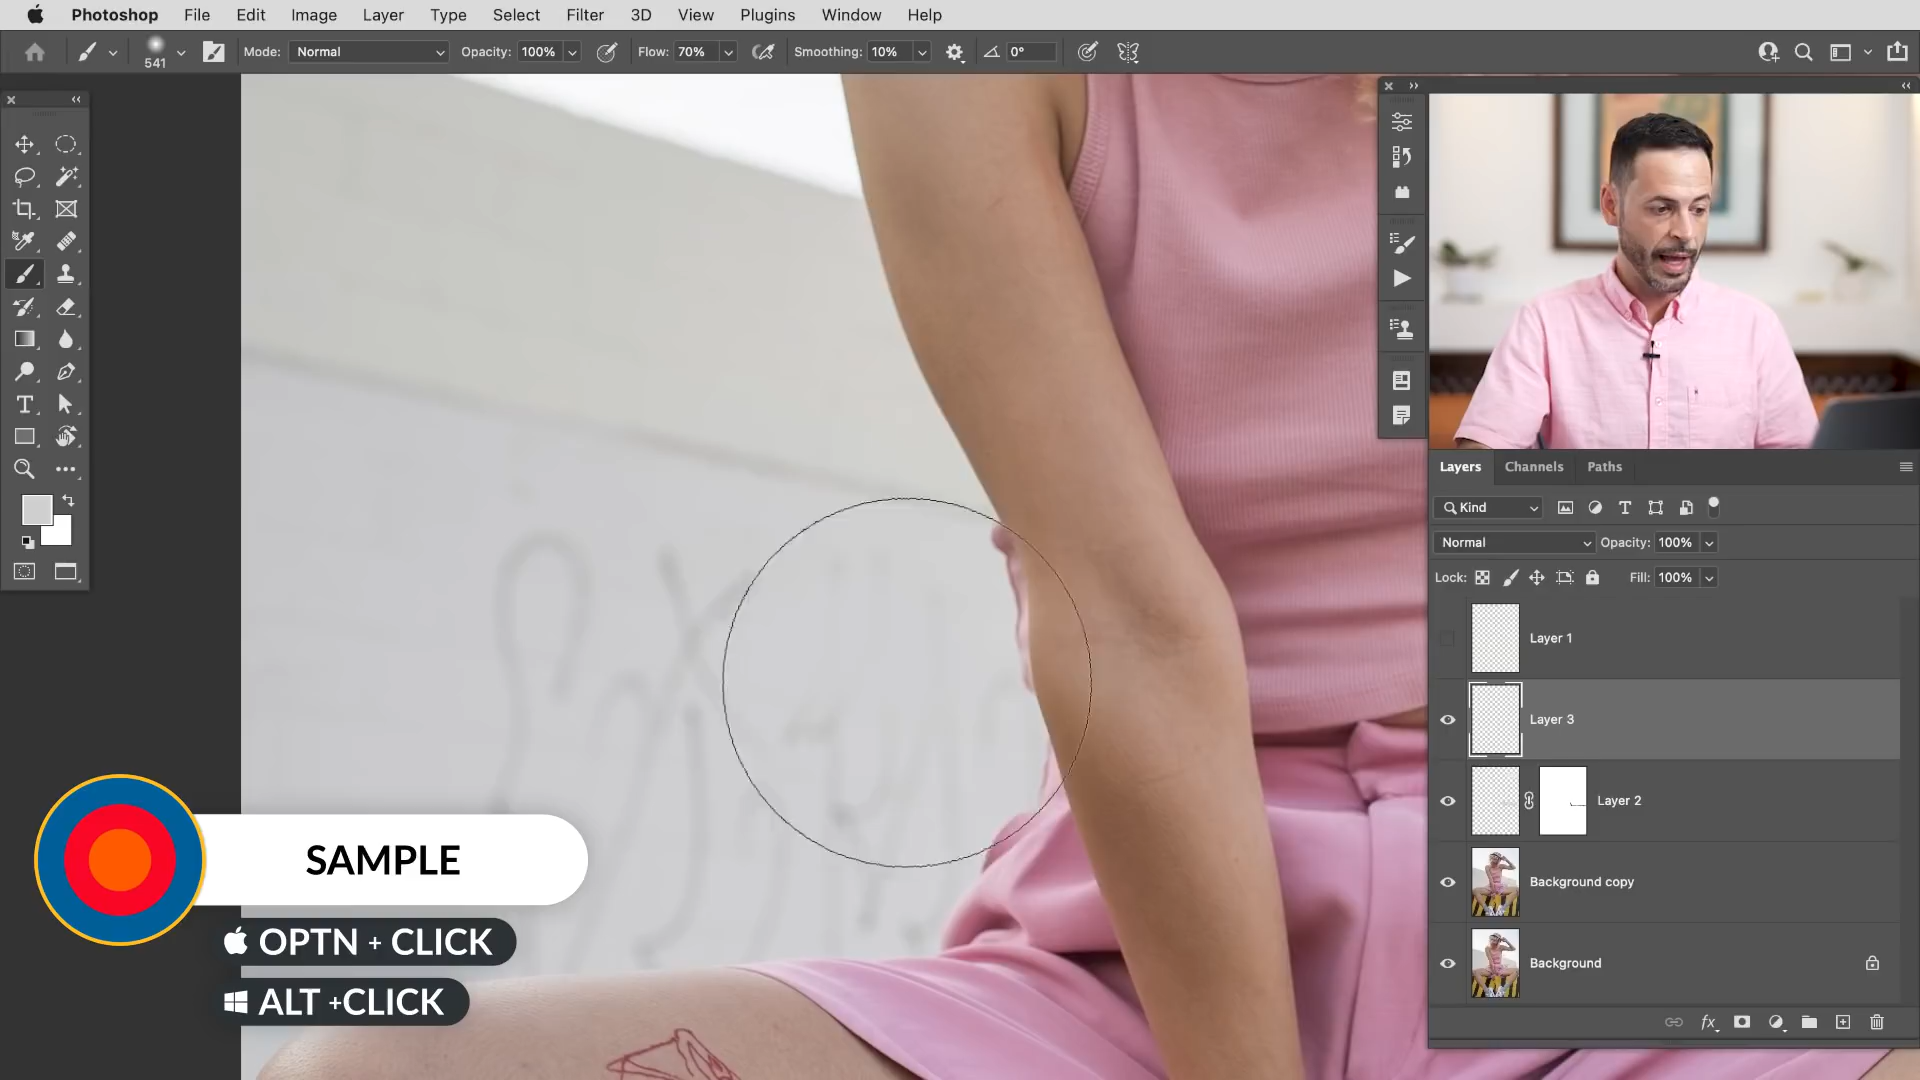 Photoshop File Edit Image Layer Type Select Filter 3D View Plugins Window Help
541 Mode: Normal Opacity: 100% Flow: 70% Smoothing: 10% 0°
Layers Channels Paths
Kind
Normal Opacity: 100%
Lock: Fill: 100%
Layer 1
Layer 3
Layer 2
Background copy
Background
fx
SAMPLE
OPTN + CLICK
ALT +CLICK